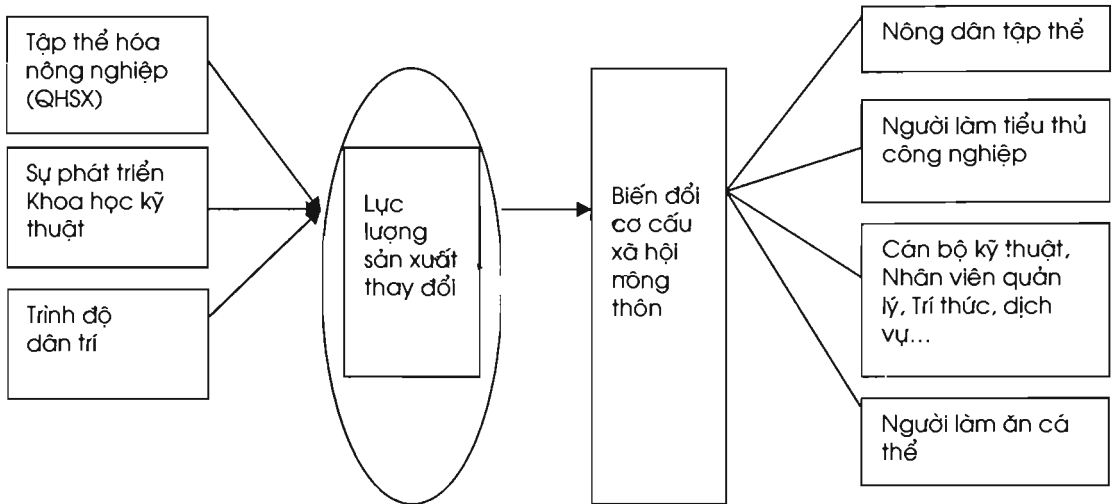 Tập thể hóa
nông nghiệp
(QHSX)
Sự phát triển
Khoa học kỹ
thuật
Trình độ
dân trí
Lực
lượng
sản xuất
thay đổi
Biến đổi
cơ cấu
xã hội
nông
thôn
Nông dân tập thể
Người làm tiểu thủ
công nghiệp
Cán bộ kỹ thuật,
Nhân viên quản
lý, Trí thức, dịch
vụ...
Người làm ăn cá
thể